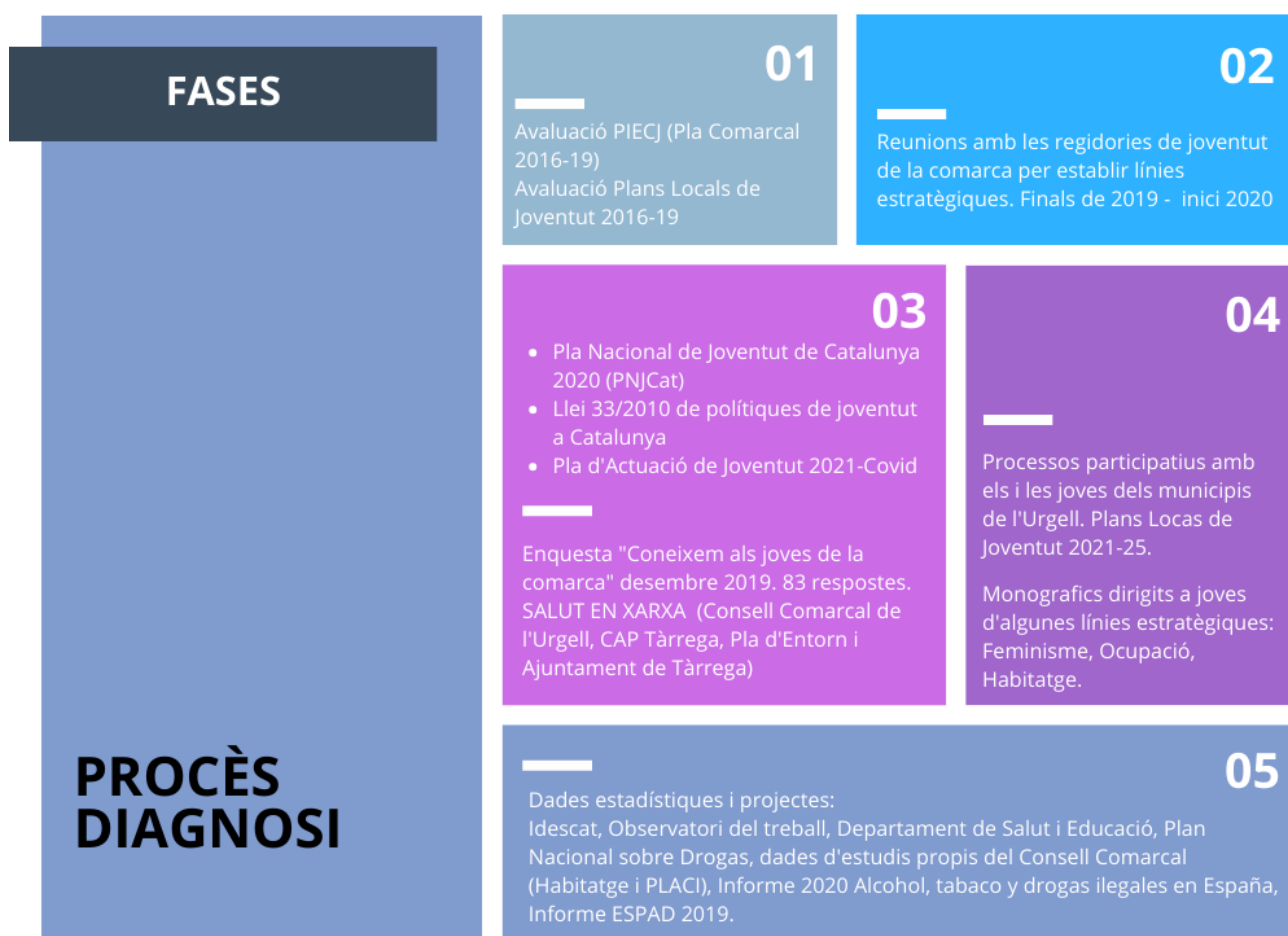 FASES
PROCÈS
DIAGNOSI
01
Avaluació PIECJ (Pla Comarcal
2016-19)
Avaluació Plans Locals de
Joventut 2016-19
02
Reunions amb les regidories de joventut
de la comarca per establir línies
estratègiques. Finals de 2019 - inici 2020
03
• Pla Nacional de Joventut de Catalunya
2020 (PNJCat)
• Llei 33/2010 de polítiques de joventut
a Catalunya
• Pla d'Actuació de Joventut 2021-Covid
Enquesta "Coneixem als joves de la
comarca" desembre 2019. 83 respostes.
SALUT EN XARXA (Consell Comarcal de
l'Urgell, CAP Tàrrega, Pla d'Entorn i
Ajuntament de Tàrrega)
04
Processos participatius amb
els i les joves dels municipis
de l'Urgell. Plans Locas de
Joventut 2021-25.
Monografics dirigits a joves
d'algunes línies estratègiques:
Feminisme, Ocupació,
Habitatge.
05
Dades estadístiques i projectes:
Idescat, Observatori del treball, Departament de Salut i Educació, Plan
Nacional sobre Drogas, dades d'estudis propis del Consell Comarcal
(Habitatge i PLACI), Informe 2020 Alcohol, tabaco y drogas ilegales en España,
Informe ESPAD 2019.